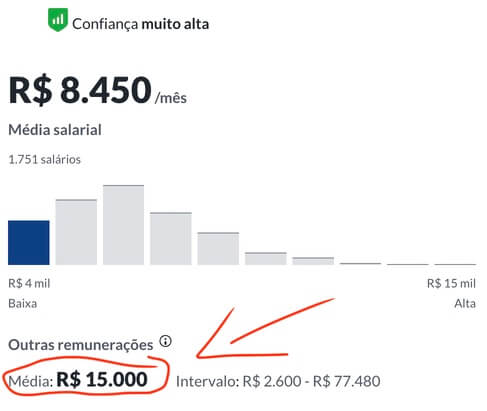 Confiança muito alta
R$ 8.450 /mês
Média salarial
1.751 salários
R$ 4 mil
R$ 15 mil
Baixa
Alta
Outras remunerações
Média: R$ 15.000 Intervalo: R$ 2.600 - R$ 77.480